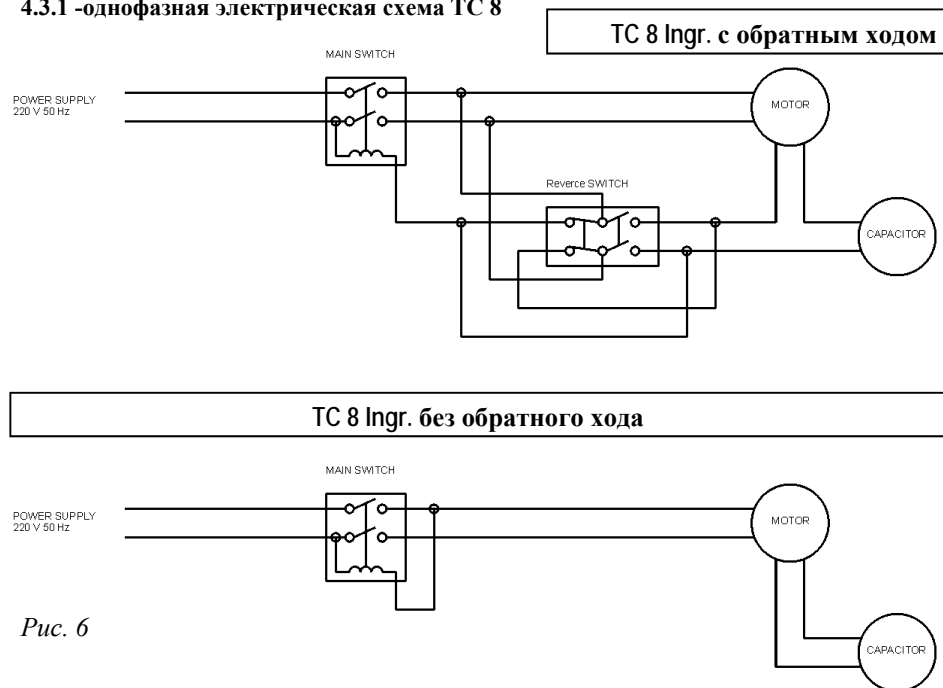 4.3.1 -однофазная электрическая схема ТС 8
TC 8 Ingr. с обратным ходом
MAIN SWITCH
POWER SUPPLY
220 V 50 Hz
MOTOR
Reverce SWITCH
CAPACITOR
TC 8 Ingr. без обратного хода
MAIN SWITCH
POWER SUPPLY
220 V 50 Hz
MOTOR
Рис. 6
CAPACITOR